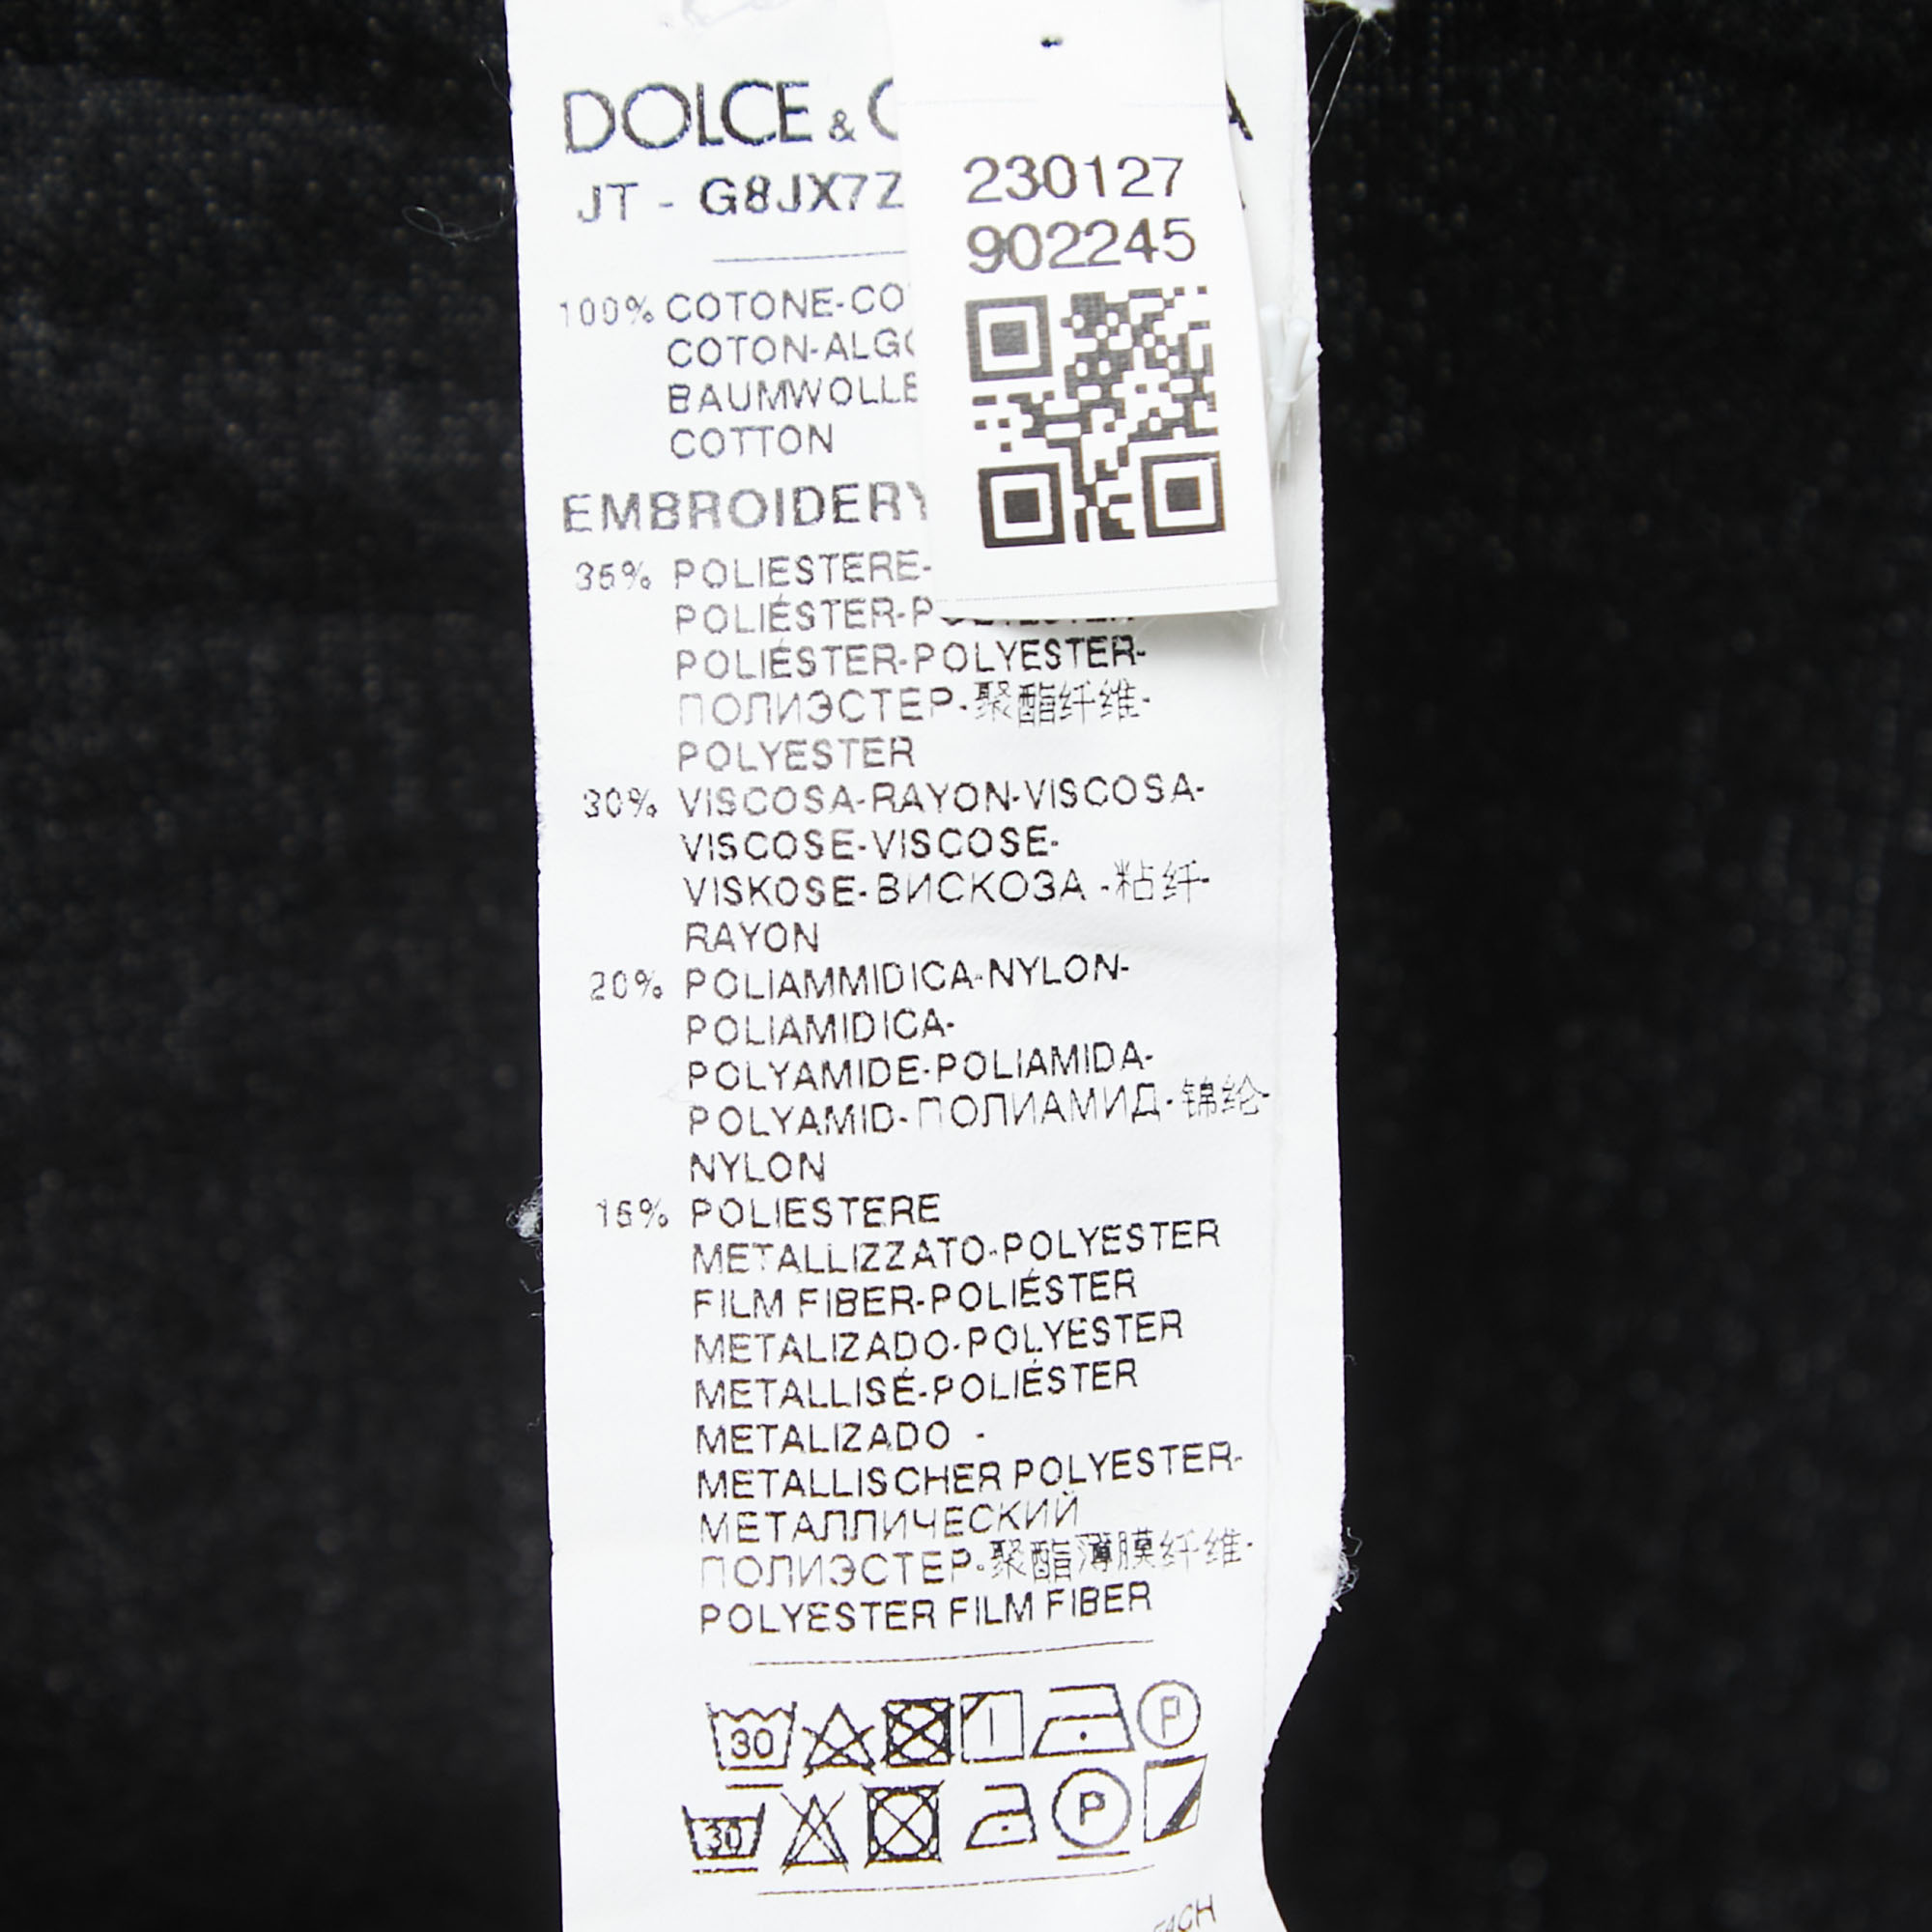 DOLCE &
JT - G8JX7Z
230127
902245
100% COTONE-CO
COTON-ALGO
BAUMWOLLE
COTTON
EMBROIDERY
35% POLIESTERE-
POLIÉSTER-POLYESTER-
POLIÉSTER-POLYESTER-
ПОЛИЭСТЕР-聚酯纤维-
POLYESTER
30% VISCOSA-RAYON-VISCOSA-
VISCOSE-VISCOSE-
VISKOSE-ВИСКОЗА -粘纤-
RAYON
20% POLIAMMIDICA-NYLON-
POLIAMIDICA-
POLYAMIDE-POLIAMIDA-
POLYAMID-ПОЛИАМИД-锦纶-
NYLON
15% POLIESTERE
METALLIZZATO-POLYESTER
FILM FIBER-POLIÉSTER
METALIZADO-POLYESTER
METALLISÉ-POLIÉSTER
METALIZADO -
METALLISCHER POLYESTER-
МЕТАЛЛИЧЕСКИЙ
ПОЛИЭСТЕР-聚酯薄膜纤维-
POLYESTER FILM FIBER
30 P
30 P